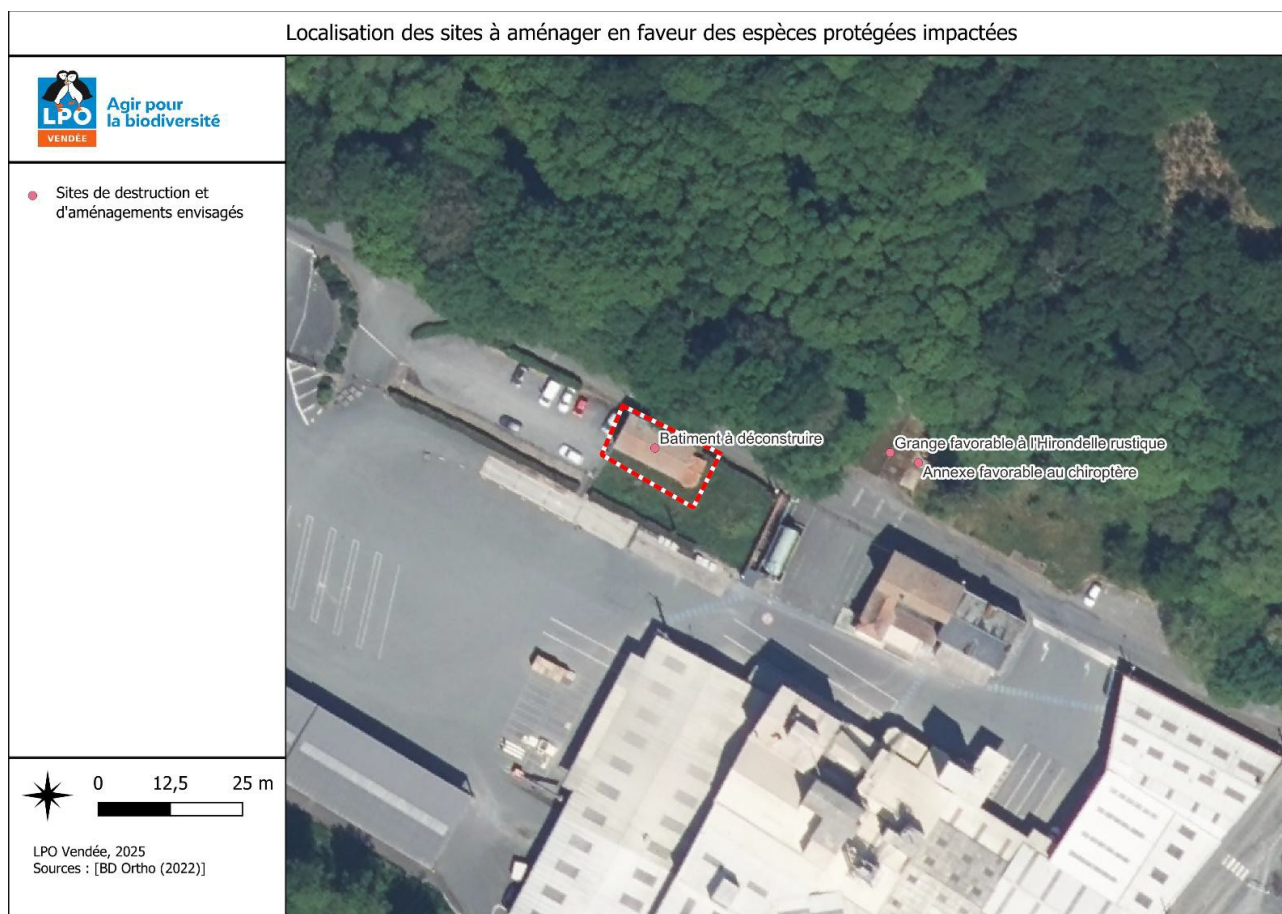 Localisation des sites à aménager en faveur des espèces protégées impactées
LPO
VENDÉE
Agir pour
la biodiversité
Sites de destruction et
d'aménagements envisagés
Batiment à déconstruire
Grange favorable à l'Hirondelle rustique
Annexe favorable au chiroptère
0 12,5 25 m
LPO Vendée, 2025
Sources : [BD Ortho (2022)]